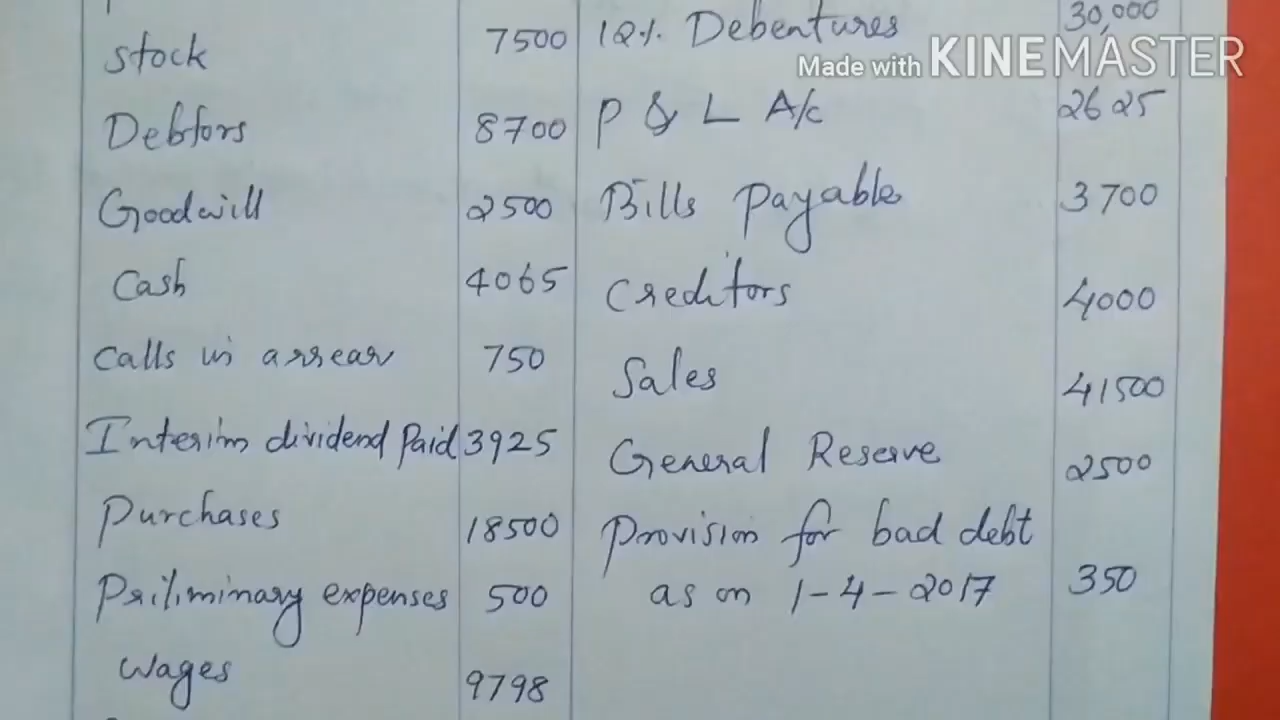 Stock 7500
Debtors 8700
Goodwill 2500
Cash 4065
Calls in arrear 750
Interim dividend Paid 3925
Purchases 18500
Priliminary expenses 500
Wages 9798
12% Debentures 30,000
Made with KINEMASTER
P & L A/c 2625
Bills Payable 3700
Creditors 4000
Sales 41500
General Reserve 2500
Provision for bad debt
as on 1-4-2017 350